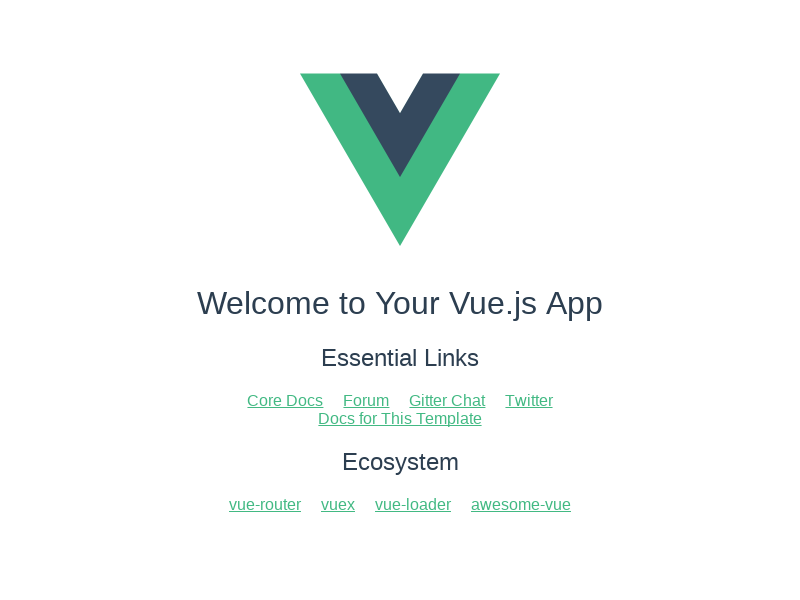 Welcome to Your Vue.js App
Essential Links
Core Docs Forum Gitter Chat Twitter
Docs for This Template
Ecosystem
vue-router vuex vue-loader awesome-vue